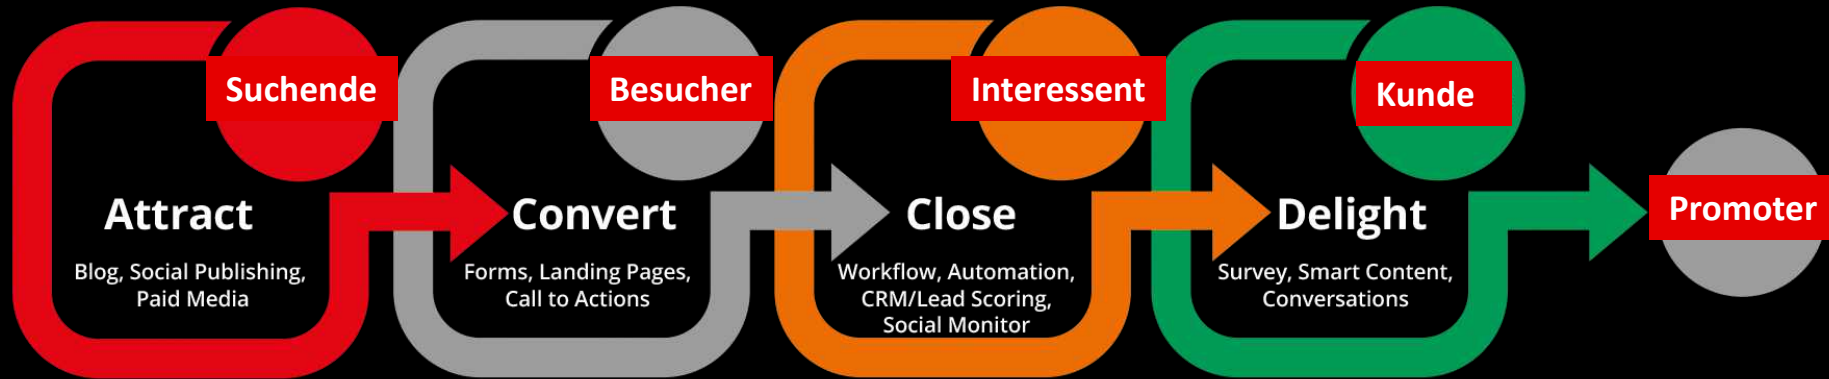 Suchende
Besucher
Interessent
Kunde
Promoter
Attract
Blog, Social Publishing,
Paid Media
Convert
Forms, Landing Pages,
Call to Actions
Close
Workflow, Automation,
CRM/Lead Scoring,
Social Monitor
Delight
Survey, Smart Content,
Conversations